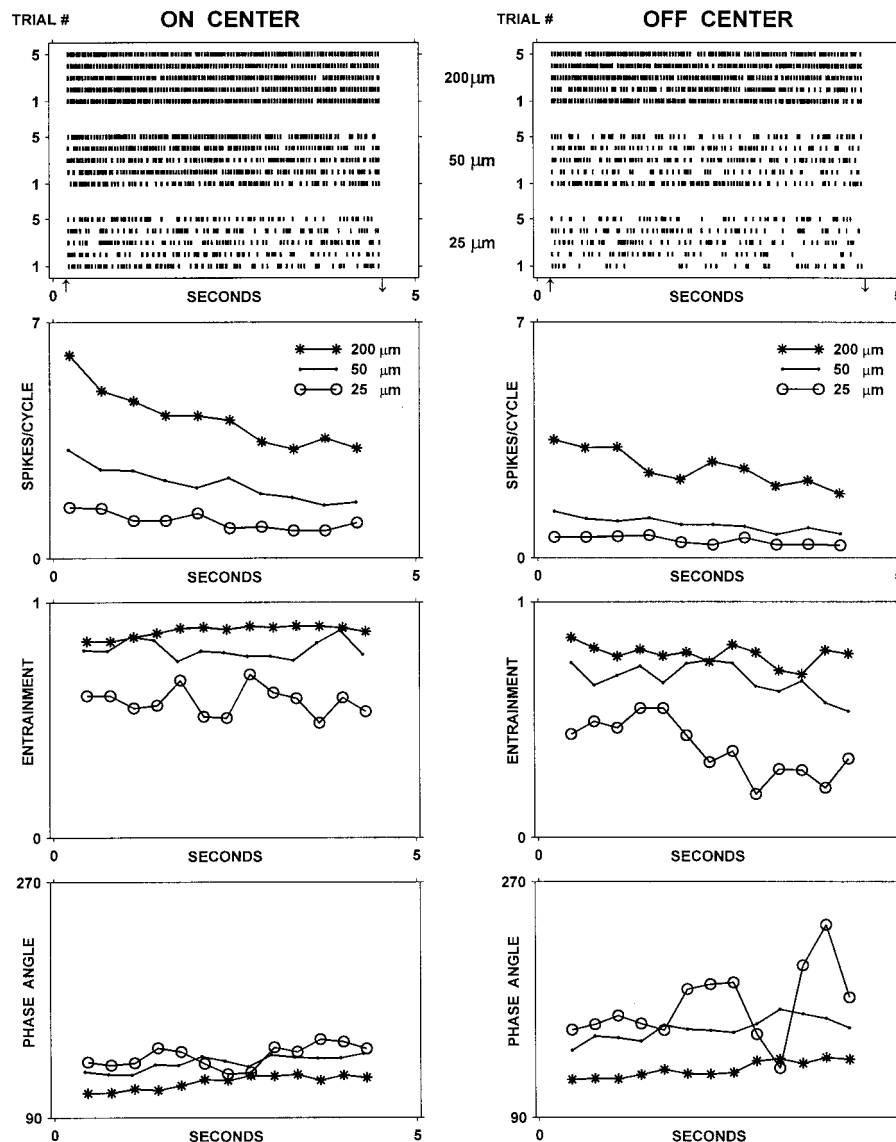 TRIAL # ON CENTER
TRIAL # OFF CENTER
5
1
5
1
5
1
0 SECONDS 5
200 μm
50 μm
25 μm
5
1
5
1
5
1
0 SECONDS
7
0
SPIKES/CYCLE
200 μm
50 μm
25 μm
0 SECONDS 5
7
0
SPIKES/CYCLE
200 μm
50 μm
25 μm
0 SECONDS
1
0
ENTRAINMENT
0 SECONDS 5
1
0
ENTRAINMENT
0 SECONDS
270
90
PHASE ANGLE
0 SECONDS 5
270
90
PHASE ANGLE
0 SECONDS